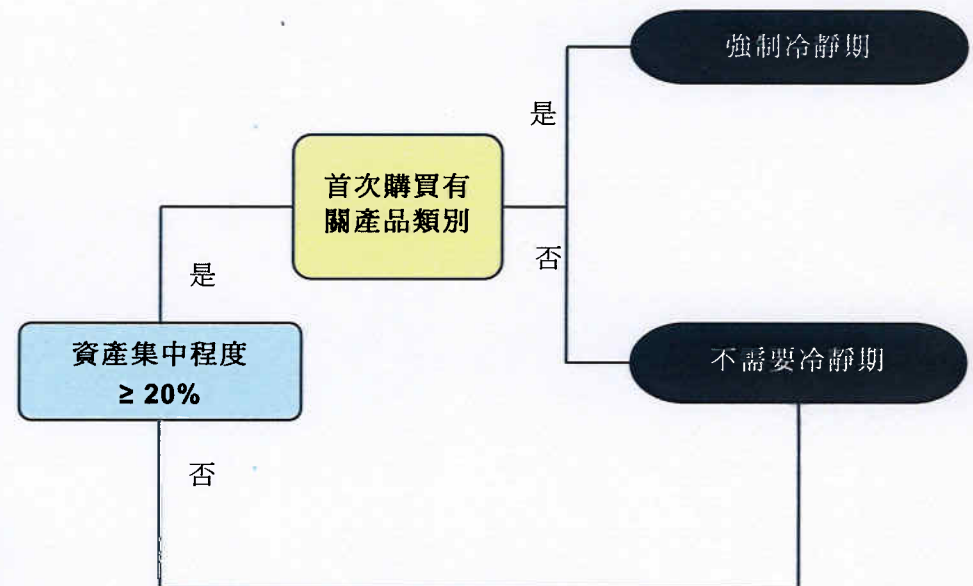 強制冷靜期
是
首次購買有
關產品類別
否
是
資產集中程度
≥ 20%
不需要冷靜期
否